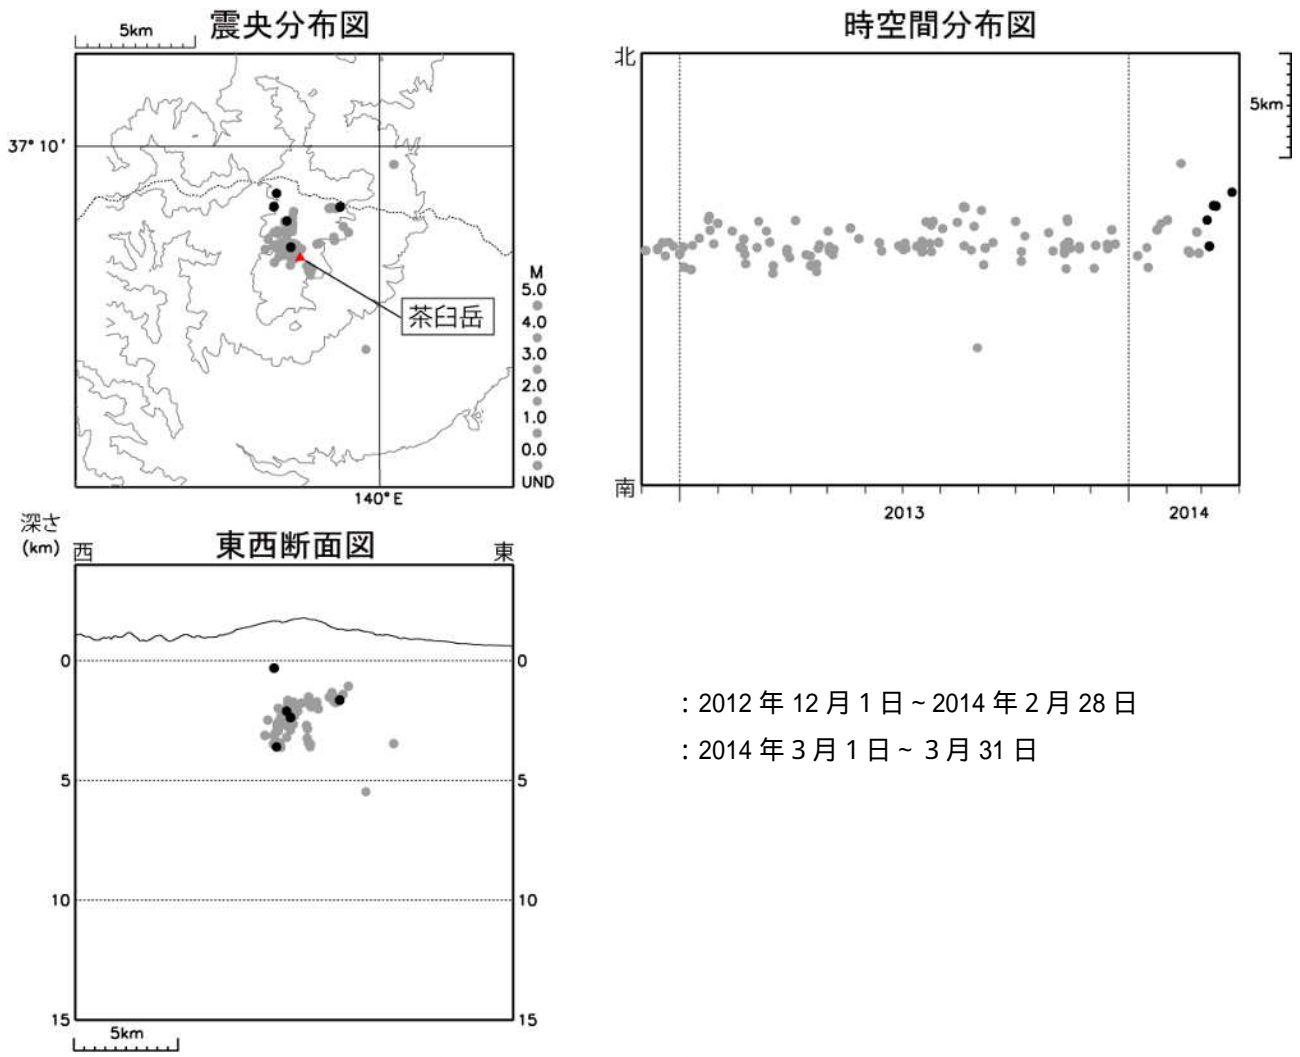 震央分布図
5km
37° 10′
茶臼岳
M
5.0
4.0
3.0
2.0
1.0
0.0
UND
140°E
時空間分布図
北
5km
南
2013
2014
東西断面図
深さ
(km)
西
東
0
0
5
5
10
10
15
15
5km
: 2012 年 12 月 1 日 ~ 2014 年 2 月 28 日
: 2014 年 3 月 1 日 ~ 3 月 31 日